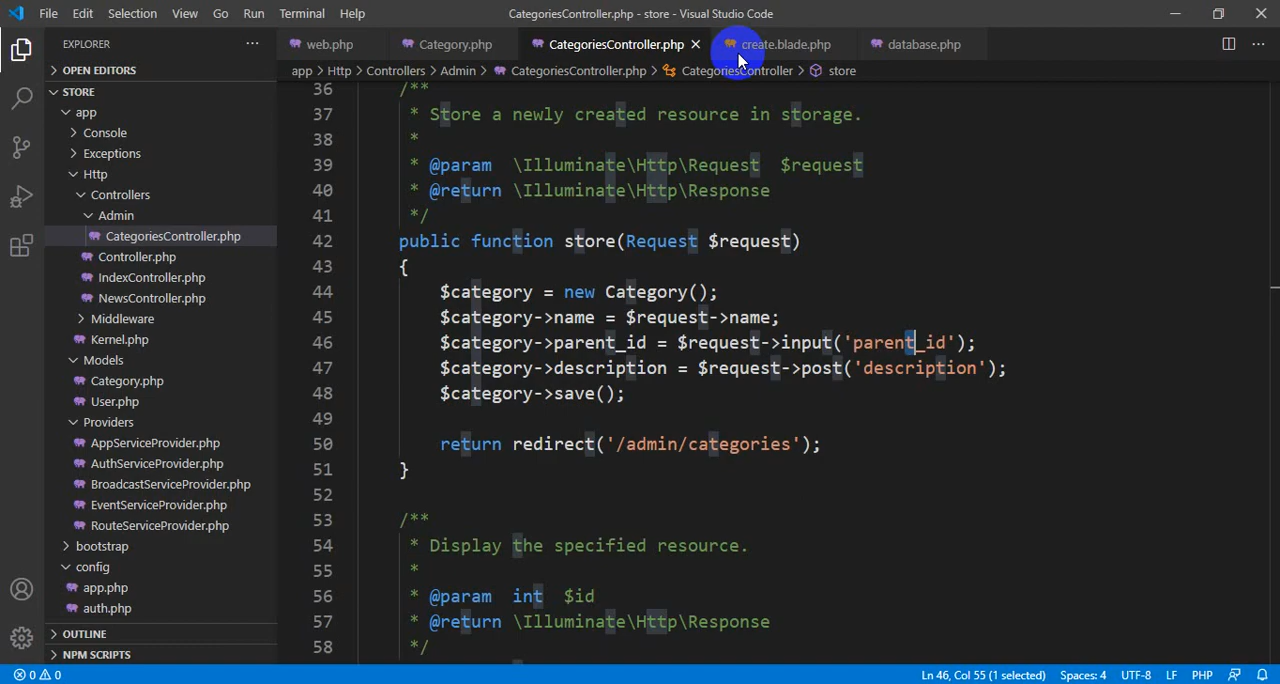 File Edit Selection View Go Run Terminal Help CategoriesController.php - store - Visual Studio Code
EXPLORER
web.php Category.php CategoriesController.php create.blade.php database.php
OPEN EDITORS
app > Http > Controllers > Admin > CategoriesController.php > CategoriesController > store
STORE
app
Console
Exceptions
Http
Controllers
Admin
CategoriesController.php
Controller.php
IndexController.php
NewsController.php
Middleware
Kernel.php
Models
Category.php
User.php
Providers
AppServiceProvider.php
AuthServiceProvider.php
BroadcastServiceProvider.php
EventServiceProvider.php
RouteServiceProvider.php
bootstrap
config
app.php
auth.php
OUTLINE
NPM SCRIPTS
36 /**
37 * Store a newly created resource in storage.
38 *
39 * @param \Illuminate\Http\Request $request
40 * @return \Illuminate\Http\Response
41 */
42 public function store(Request $request)
43 {
44 $category = new Category();
45 $category->name = $request->name;
46 $category->parent_id = $request->input('parent_id');
47 $category->description = $request->post('description');
48 $category->save();
49
50 return redirect('/admin/categories');
51 }
52
53 /**
54 * Display the specified resource.
55 *
56 * @param int $id
57 * @return \Illuminate\Http\Response
58 */
0 0 Ln 46, Col 55 (1 selected) Spaces: 4 UTF-8 LF PHP